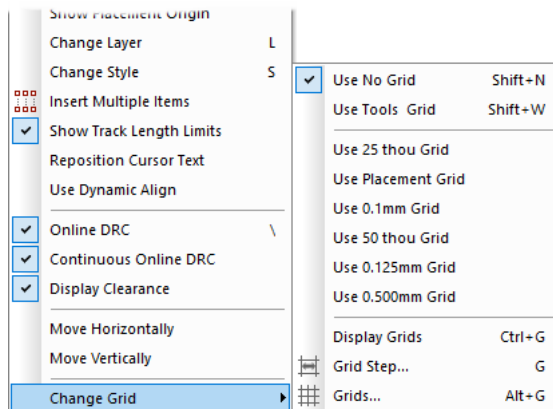 Show Placement Origin
Change Layer L
Change Style S
Insert Multiple Items
Show Track Length Limits
Reposition Cursor Text
Use Dynamic Align
Online DRC \
Continuous Online DRC
Display Clearance
Move Horizontally
Move Vertically
Change Grid
Use No Grid Shift+N
Use Tools Grid Shift+W
Use 25 thou Grid
Use Placement Grid
Use 0.1mm Grid
Use 50 thou Grid
Use 0.125mm Grid
Use 0.500mm Grid
Display Grids Ctrl+G
Grid Step... G
Grids... Alt+G